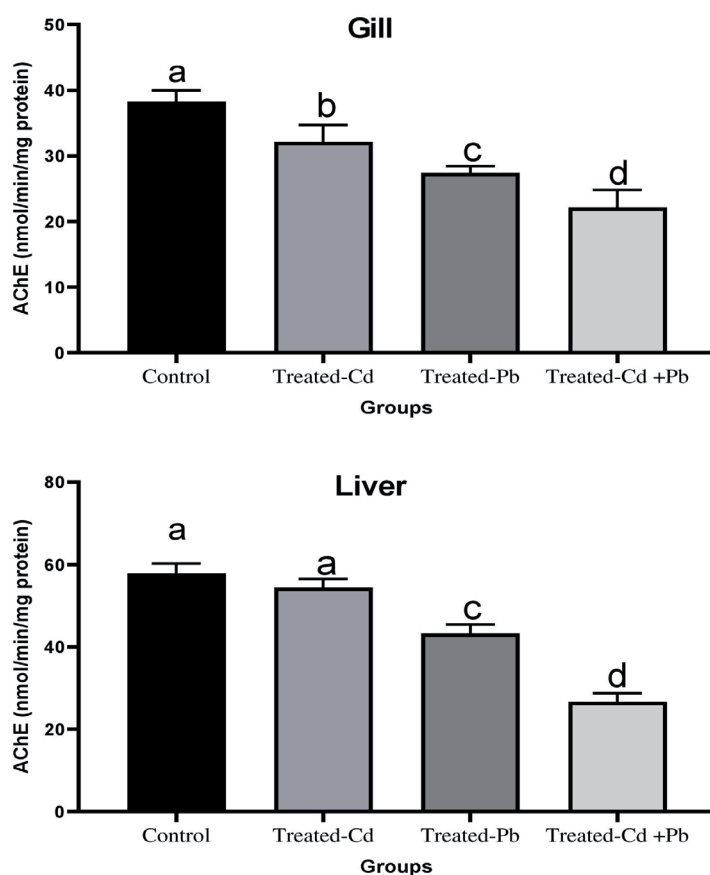 Gill
AChE (nmol/min/mg protein)
50
40
30
20
10
0
a
b
c
d
Control
Treated-Cd
Treated-Pb
Treated-Cd +Pb
Groups
Liver
AChE (nmol/min/mg protein)
80
60
40
20
0
a
a
c
d
Control
Treated-Cd
Treated-Pb
Treated-Cd +Pb
Groups